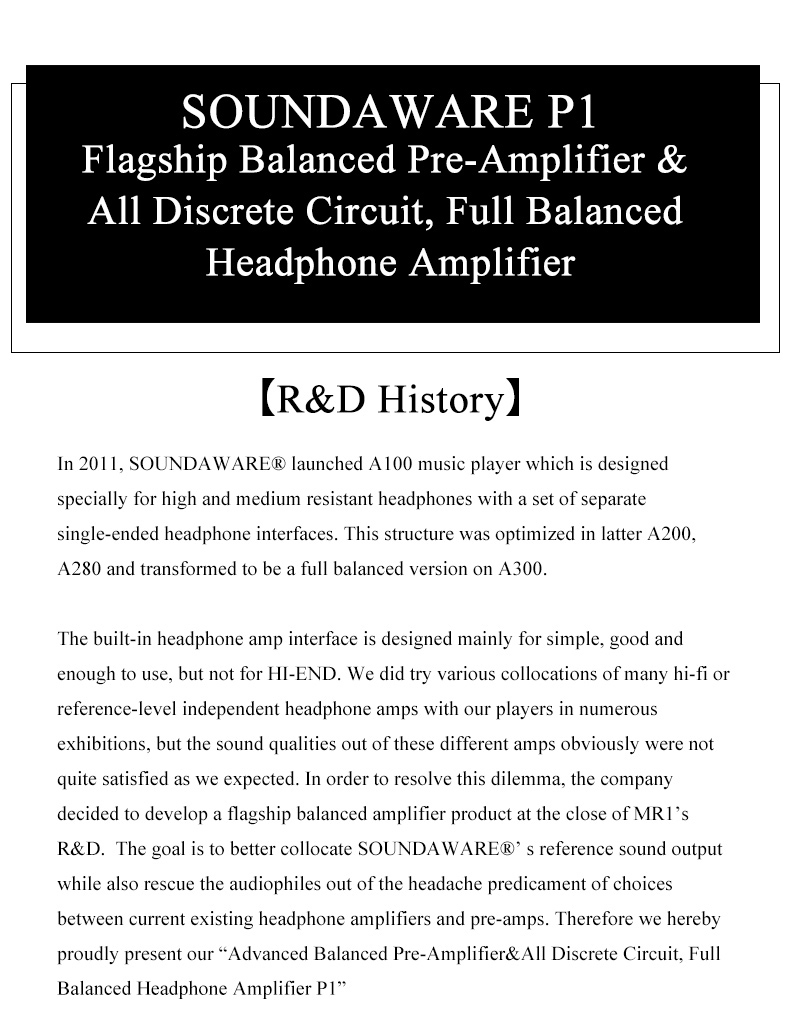 SOUNDAWARE P1
Flagship Balanced Pre-Amplifier &
All Discrete Circuit, Full Balanced
Headphone Amplifier
【R&D History】
In 2011, SOUNDAWARE® launched A100 music player which is designed
specially for high and medium resistant headphones with a set of separate
single-ended headphone interfaces. This structure was optimized in latter A200,
A280 and transformed to be a full balanced version on A300.
The built-in headphone amp interface is designed mainly for simple, good and
enough to use, but not for HI-END. We did try various collocations of many hi-fi or
reference-level independent headphone amps with our players in numerous
exhibitions, but the sound qualities out of these different amps obviously were not
quite satisfied as we expected. In order to resolve this dilemma, the company
decided to develop a flagship balanced amplifier product at the close of MR1’s
R&D.  The goal is to better collocate SOUNDAWARE®’ s reference sound output
while also rescue the audiophiles out of the headache predicament of choices
between current existing headphone amplifiers and pre-amps. Therefore we hereby
proudly present our “Advanced Balanced Pre-Amplifier&All Discrete Circuit, Full
Balanced Headphone Amplifier P1”